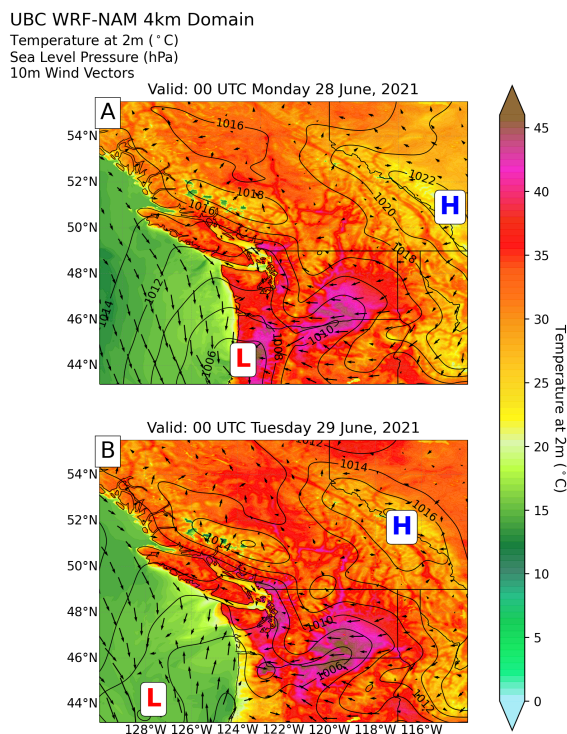 UBC WRF-NAM 4km Domain
Temperature at 2m (°C)
Sea Level Pressure (hPa)
10m Wind Vectors
Valid: 00 UTC Monday 28 June, 2021
A
54°N
52°N
50°N
48°N
46°N
44°N
1016
1018
1016
1022
1020
1018
1014
1012
1006
1008
1010
H
L
Valid: 00 UTC Tuesday 29 June, 2021
B
54°N
52°N
50°N
48°N
46°N
44°N
1012
1014
1016
1014
1010
1006
1012
H
L
128°W
126°W
124°W
122°W
120°W
118°W
116°W
45
40
35
30
25
20
15
10
5
0
Temperature at 2m (°C)